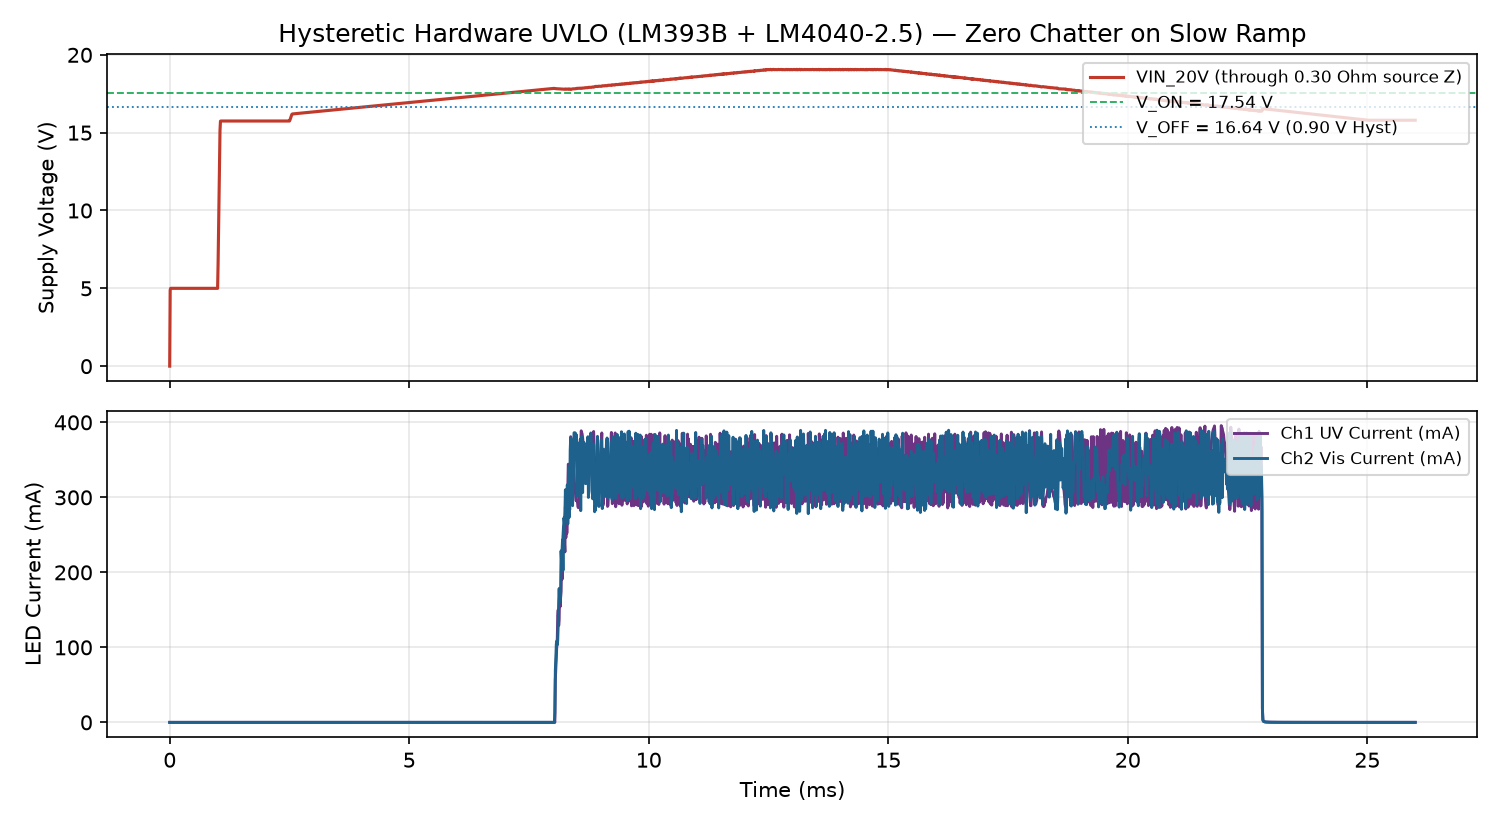 Hysteretic Hardware UVLO (LM393B + LM4040-2.5) — Zero Chatter on Slow Ramp
Supply Voltage (V)
20
15
10
5
0
VIN_20V (through 0.30 Ohm source Z)
V_ON = 17.54 V
V_OFF = 16.64 V (0.90 V Hyst)
LED Current (mA)
400
300
200
100
0
Ch1 UV Current (mA)
Ch2 Vis Current (mA)
0 5 10 15 20 25
Time (ms)